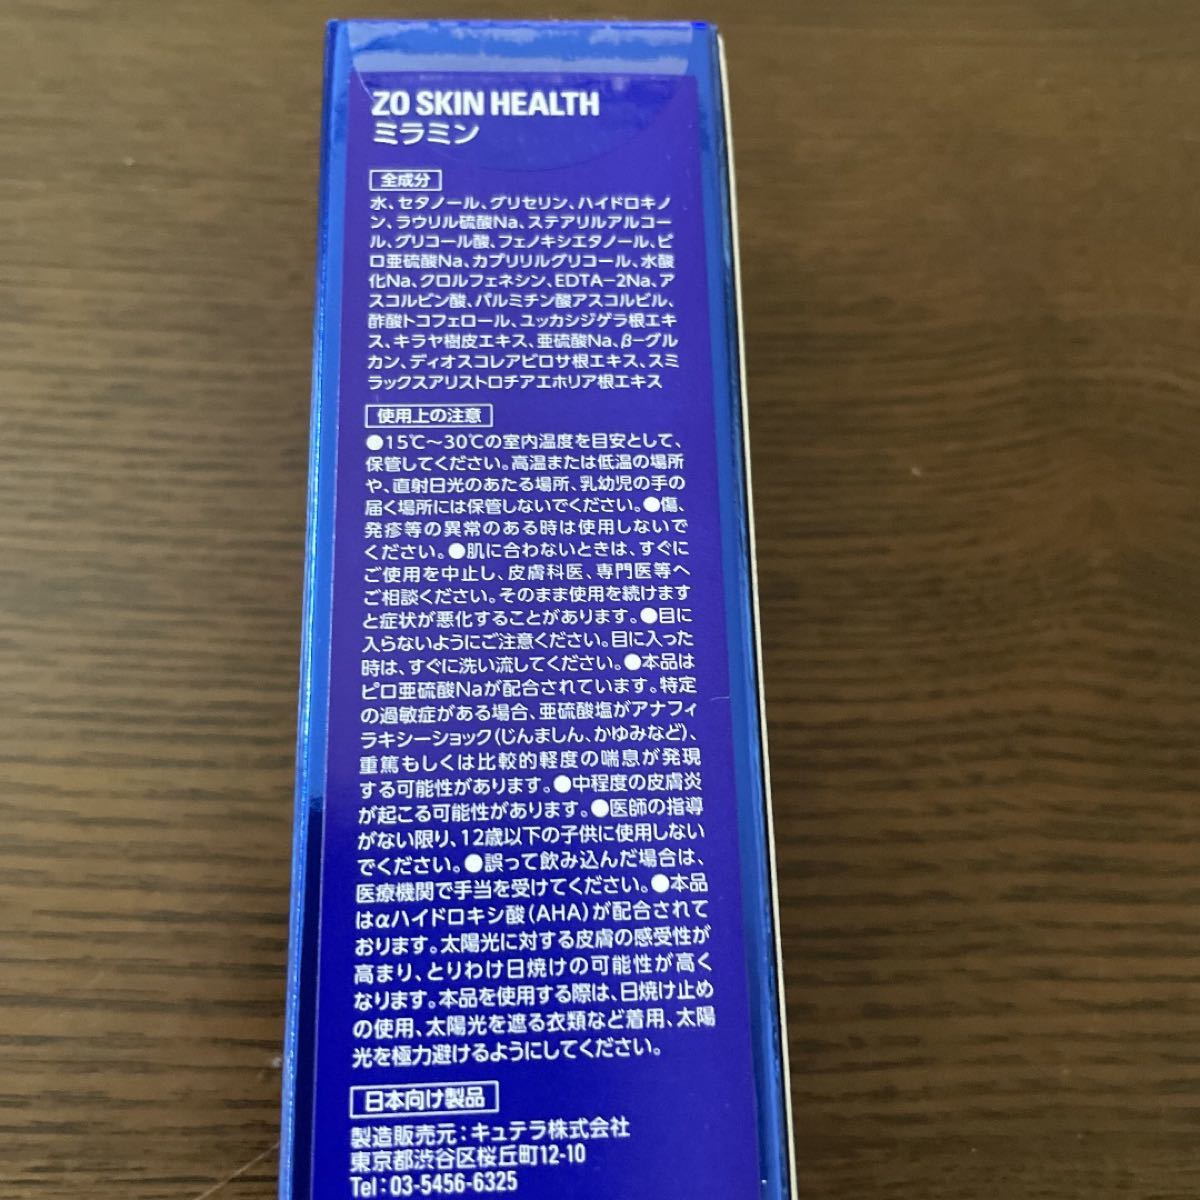 ZO SKIN HEALTH
ミラミン
全成分
水、セタノール、グリセリン、ハイドロキノ
ン、ラウリル硫酸Na、ステアリルアルコー
ル、グリコール酸、フェノキシエタノール、ピ
ロ亜硫酸Na、カプリリルグリコール、水酸
化Na、クロルフェネシン、EDTA−2Na、ア
スコルビン酸、パルミチン酸アスコルビル、
酢酸トコフェロール、ユッカシジゲラ根エキ
ス、キラヤ樹皮エキス、亜硫酸Na、β−グル
カン、ディオスコレアビロサ根エキス、スミ
ラックスアリストロチアエホリア根エキス
使用上の注意
●15℃〜30℃の室内温度を目安として、
保管してください。高温または低温の場所
や、直射日光のあたる場所、乳幼児の手の
届く場所には保管しないでください。●傷、
発疹等の異常のある時は使用しないで
ください。●肌に合わないときは、すぐに
ご使用を中止し、皮膚科医、専門医等へ
ご相談ください。そのまま使用を続けます
と症状が悪化することがあります。●目に
入らないようにご注意ください。目に入った
時は、すぐに洗い流してください。●本品は
ピロ亜硫酸Naが配合されています。特定
の過敏症がある場合、亜硫酸塩がアナフィ
ラキシーショック(じんましん、かゆみなど)、
重篤もしくは比較的軽度の喘息が発現
する可能性があります。●中程度の皮膚炎
が起こる可能性があります。●医師の指導
がない限り、12歳以下の子供に使用しない
でください。●誤って飲み込んだ場合は、
医療機関で手当を受けてください。●本品
はαハイドロキシ酸(AHA)が配合されて
おります。太陽光に対する皮膚の感受性が
高まり、とりわけ日焼けの可能性が高く
なります。本品を使用する際は、日焼け止め
の使用、太陽光を遮る衣類など着用、太陽
光を極力避けるようにしてください。
日本向け製品
製造販売元：キュテラ株式会社
東京都渋谷区桜丘町12-10
Tel：03-5456-6325